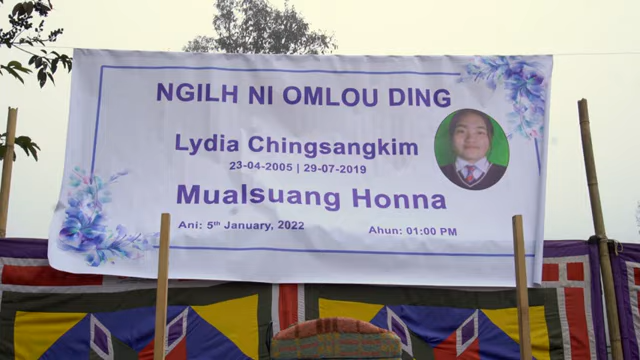 NGILH NI OMLOU DING
Lydia Chingsangkim
23-04-2005 | 29-07-2019
Mualsuang Honna
Ani: 5th January, 2022 Ahun: 01:00 PM